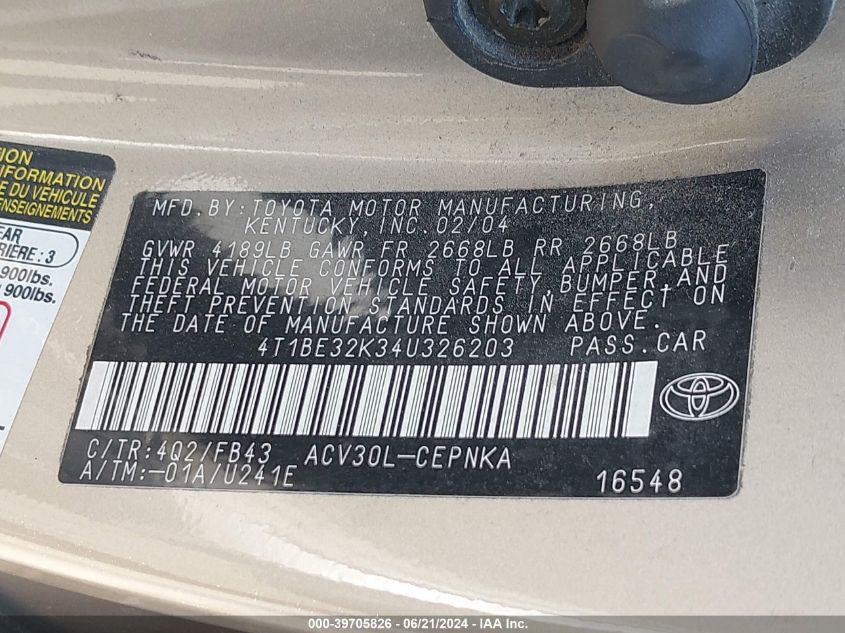 TION
INFORMATION
DU VÉHICULE
ENSEIGNEMENTS
EAR
RRIÈRE: 3
900lbs.
900lbs.
MFD. BY: TOYOTA MOTOR MANUFACTURING,
KENTUCKY, INC. 02/04
GVWR 4189LB GAWR FR 2668LB RR 2668LB
THIS VEHICLE CONFORMS TO ALL APPLICABLE
FEDERAL MOTOR VEHICLE SAFETY, BUMPER, AND
THEFT PREVENTION STANDARDS IN EFFECT ON
THE DATE OF MANUFACTURE SHOWN ABOVE.
4T1BE32K34U326203 PASS. CAR
C/TR: 4Q2/FB43 ACV30L-CEPNKA
A/TM:-01A/U241E 16548
000-39705826 - 06/21/2024 - IAA Inc.